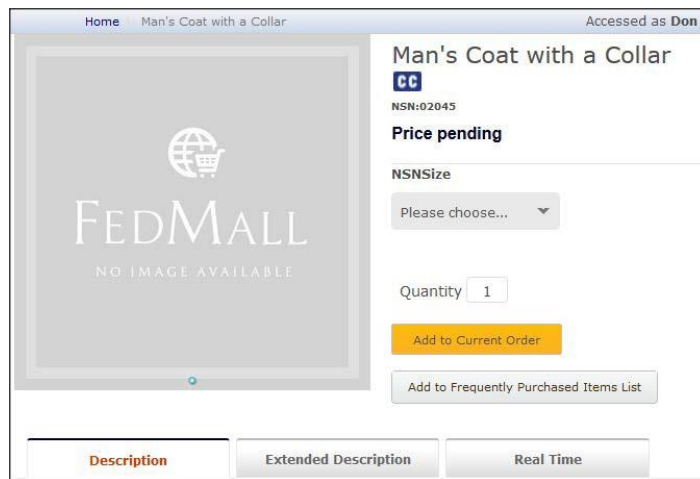 Home Man's Coat with a Collar Accessed as Don
Man's Coat with a Collar
CC
NSN:02045
Price pending
NSNSize
Please choose...
FEDMALL
NO IMAGE AVAILABLE
Quantity 1
Add to Current Order
Add to Frequently Purchased Items List
Description Extended Description Real Time